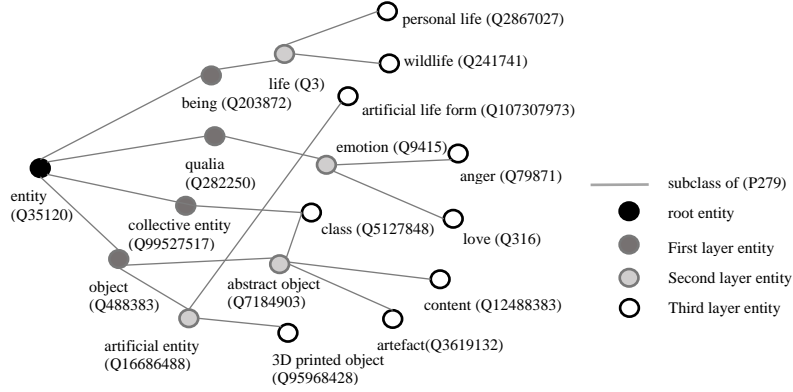 personal life (Q2867027)
wildlife (Q241741)
life (Q3)
being (Q203872)
artificial life form (Q107307973)
emotion (Q9415)
anger (Q79871)
qualia
(Q282250)
entity
(Q35120)
collective entity
(Q99527517)
class (Q5127848)
love (Q316)
object
(Q488383)
abstract object
(Q7184903)
content (Q12488383)
artificial entity
(Q16686488)
3D printed object
(Q95968428)
artefact(Q3619132)
subclass of (P279)
root entity
First layer entity
Second layer entity
Third layer entity